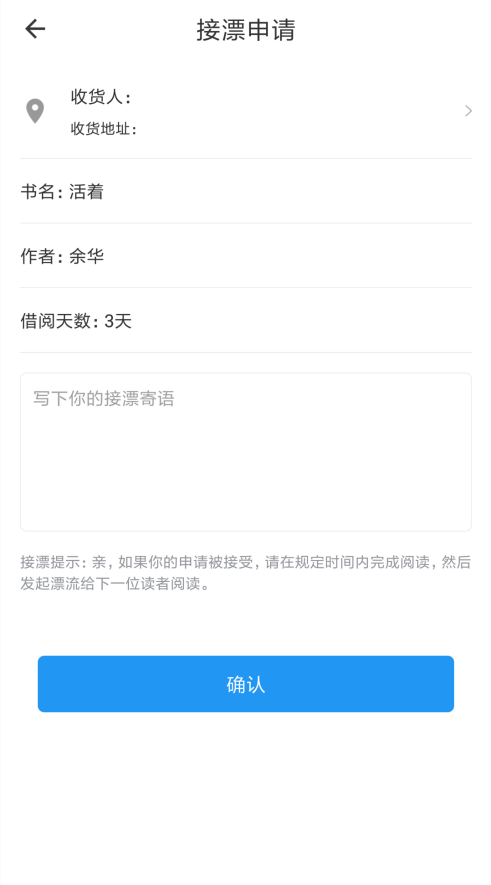 接漂申请
收货人：
收货地址：
书名：活着
作者：余华
借阅天数：3天
写下你的接漂寄语
接漂提示：亲，如果你的申请被接受，请在规定时间内完成阅读，然后
发起漂流给下一位读者阅读。
确认